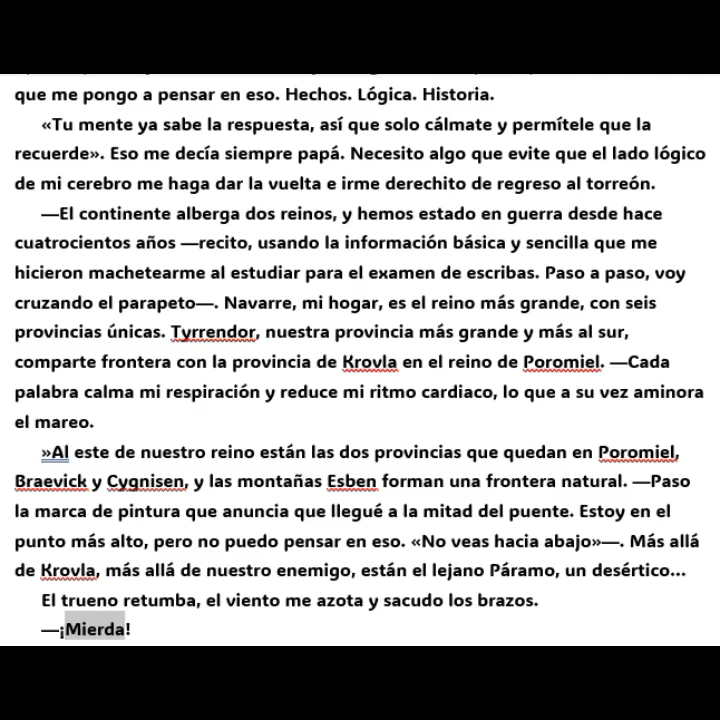 que me pongo a pensar en eso. Hechos. Lógica. Historia.
«Tu mente ya sabe la respuesta, así que solo cálmate y permítele que la
recuerde». Eso me decía siempre papá. Necesito algo que evite que el lado lógico
de mi cerebro me haga dar la vuelta e irme derechito de regreso al torreón.
—El continente alberga dos reinos, y hemos estado en guerra desde hace
cuatrocientos años —recito, usando la información básica y sencilla que me
hicieron machetearme al estudiar para el examen de escribas. Paso a paso, voy
cruzando el parapeto—. Navarre, mi hogar, es el reino más grande, con seis
provincias únicas. Tyrrendor, nuestra provincia más grande y más al sur,
comparte frontera con la provincia de Krovla en el reino de Poromiel. —Cada
palabra calma mi respiración y reduce mi ritmo cardiaco, lo que a su vez aminora
el mareo.
»Al este de nuestro reino están las dos provincias que quedan en Poromiel,
Braevick y Cygnisen, y las montañas Esben forman una frontera natural. —Paso
la marca de pintura que anuncia que llegué a la mitad del puente. Estoy en el
punto más alto, pero no puedo pensar en eso. «No veas hacia abajo»—. Más allá
de Krovla, más allá de nuestro enemigo, están el lejano Páramo, un desértico...
El trueno retumba, el viento me azota y sacudo los brazos.
—¡Mierda!